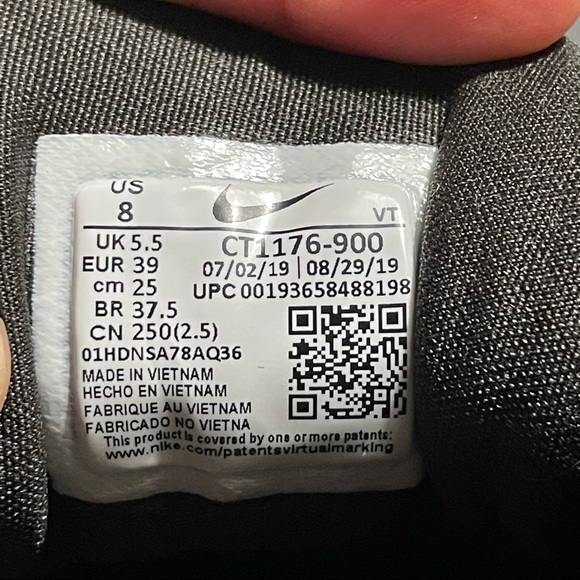 US
8
VT
UK 5.5
CT1176-900
EUR 39
07/02/19 | 08/29/19
cm 25
UPC 00193658488198
BR 37.5
CN 250(2.5)
01HDNSA78AQ36
MADE IN VIETNAM
HECHO EN VIETNAM
FABRIQUE AU VIETNAM
FABRICADO NO VIETNA
This product is covered by one or more patents:
www.nike.com/patentsvirtualmarking